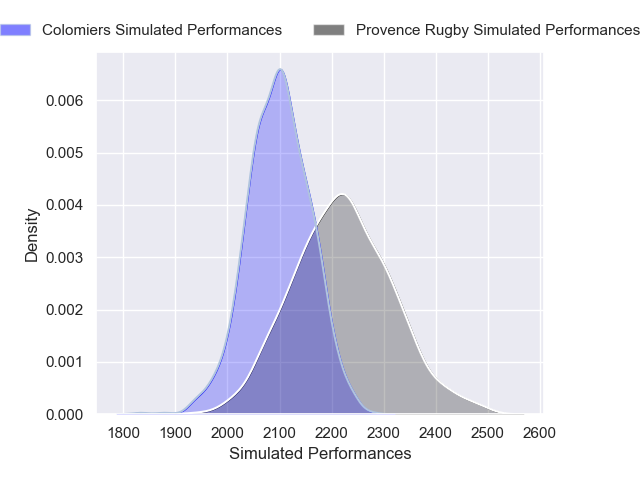 Colomiers Simulated Performances
Provence Rugby Simulated Performances
0.006
0.005
0.004
0.003
0.002
0.001
0.000
Density
1800 1900 2000 2100 2200 2300 2400 2500 2600
Simulated Performances